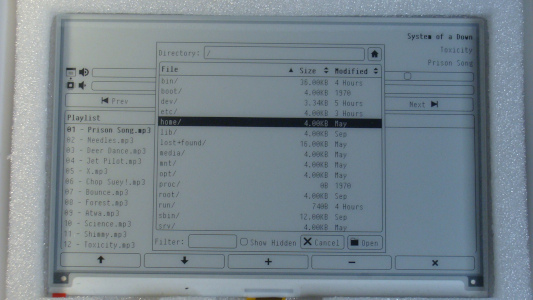 System of a Down
Toxicity
Prison Song
Prev
Next
Playlist
01 - Prison Song.mp3
02 - Needles.mp3
03 - Deer Dance.mp3
04 - Jet Pilot.mp3
05 - X.mp3
06 - Chop Suey!.mp3
07 - Bounce.mp3
08 - Forest.mp3
09 - Atwa.mp3
10 - Science.mp3
11 - Shimmy.mp3
12 - Toxicity.mp3
Directory: /
File Size Modified
bin/ 36.00KB 4 Hours
boot/ 4.00KB 1970
dev/ 3.34KB 5 Hours
etc/ 4.00KB 3 Hours
home/ 4.00KB May
lib/ 4.00KB Sep
lost+found/ 16.00KB May
media/ 4.00KB May
mnt/ 4.00KB May
opt/ 4.00KB May
proc/ 0B 1970
root/ 4.00KB Sep
run/ 740B 4 Hours
sbin/ 12.00KB Sep
srv/ 4.00KB May
Filter: Show Hidden Cancel Open